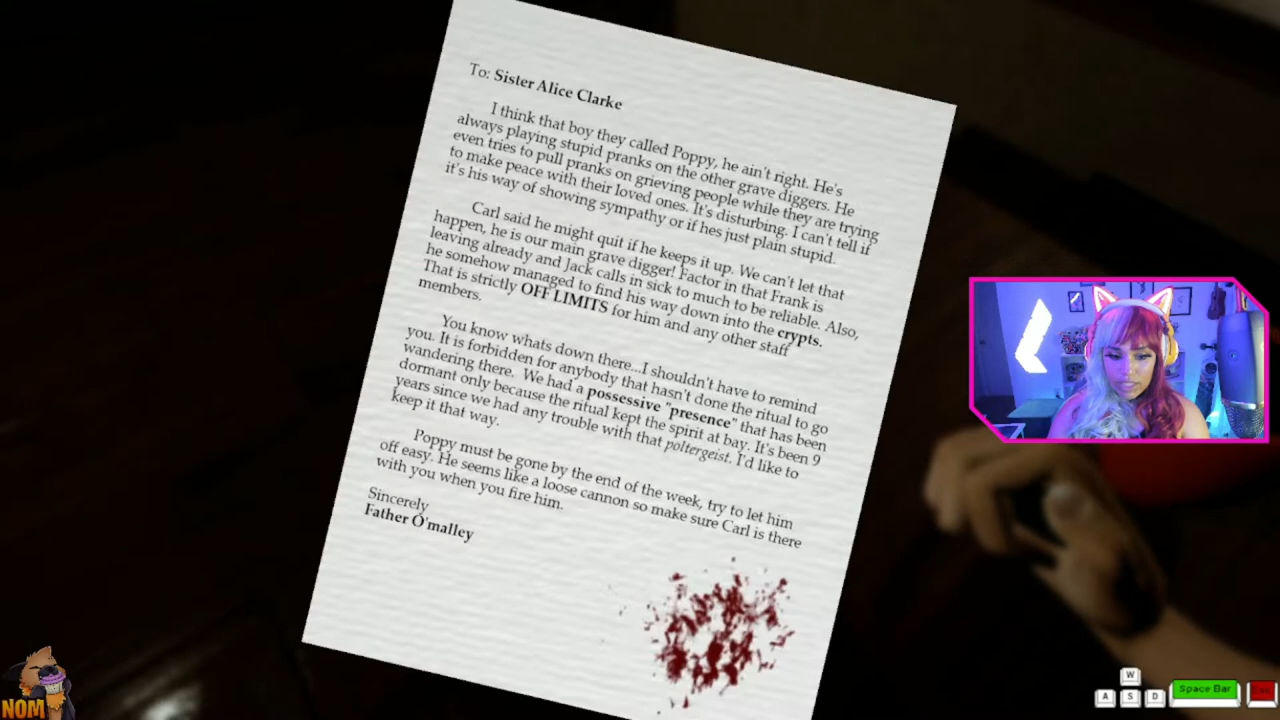 To: Sister Alice Clarke
I think that boy they called Poppy, he ain't right. He's
always playing stupid pranks on the other grave diggers. He
even tries to pull pranks on grieving people while they are trying
to make peace with their loved ones. It's disturbing. I can't tell if
it's his way of showing sympathy or if hes just plain stupid.
Carl said he might quit if he keeps it up. We can't let that
happen, he is our main grave digger! Factor in that Frank is
leaving already and Jack calls in sick to much to be reliable. Also,
he somehow managed to find his way down into the crypts.
That is strictly OFF LIMITS for him and any other staff
members.
You know whats down there...I shouldn't have to remind
you. It is forbidden for anybody that hasn't done the ritual to go
wandering there. We had a possessive "presence" that has been
dormant only because the ritual kept the spirit at bay. It's been 9
years since we had any trouble with that poltergeist. I'd like to
keep it that way.
Poppy must be gone by the end of the week, try to let him
off easy. He seems like a loose cannon so make sure Carl is there
with you when you fire him.
Sincerely
Father O'malley
NOM
W
A S D
Space Bar